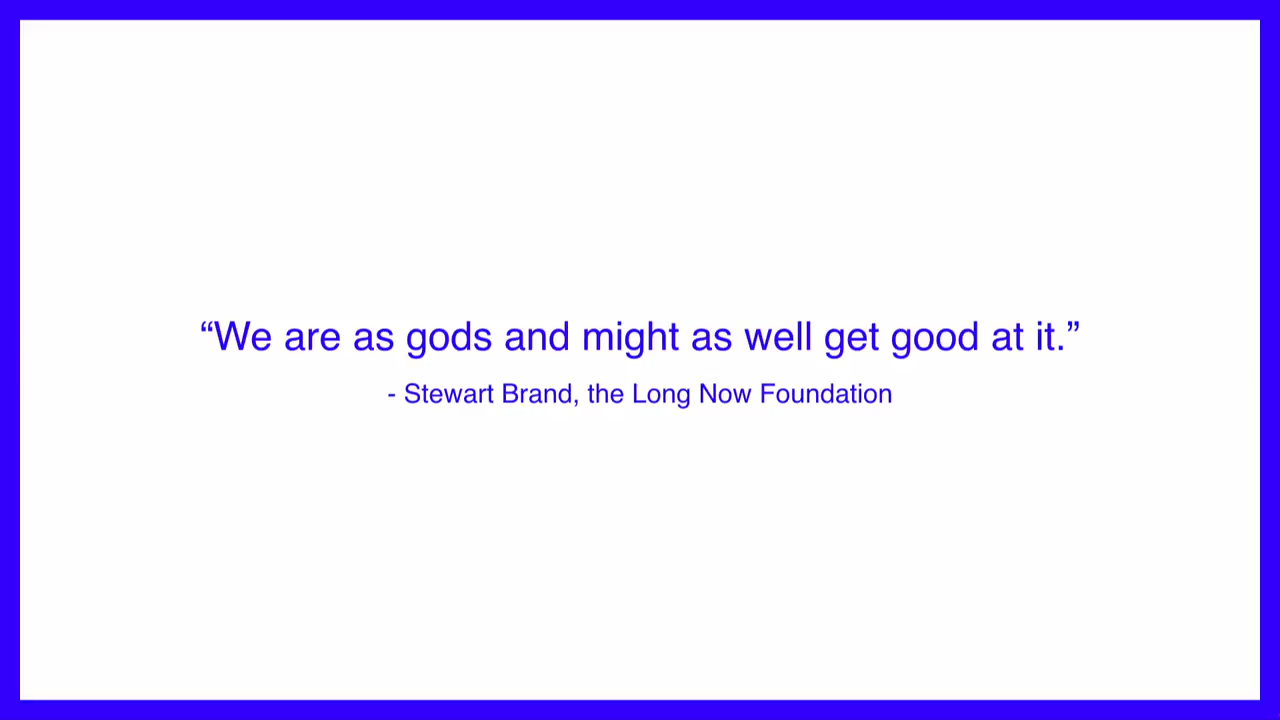 “We are as gods and might as well get good at it.”
- Stewart Brand, the Long Now Foundation